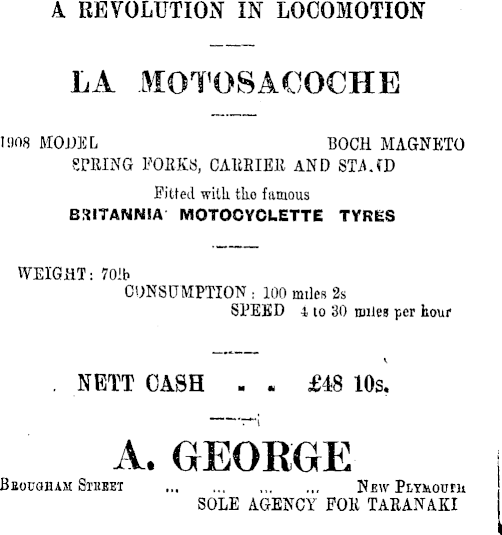 A REVOLUTION IN LOCOMOTION
LA MOTOSACOCHE
1908 MODEL BOCH MAGNETO
SPRING FORKS, CARRIER AND STAND
Fitted with the famous
BRITANNIA MOTOCYCLETTE TYRES
WEIGHT: 70lb
CONSUMPTION: 100 miles 2s
SPEED 4 to 30 miles per hour
NETT CASH . . £48 10s.
A. GEORGE
BROUGHAM STREET ... ... ... ... NEW PLYMOUTH
SOLE AGENCY FOR TARANAKI